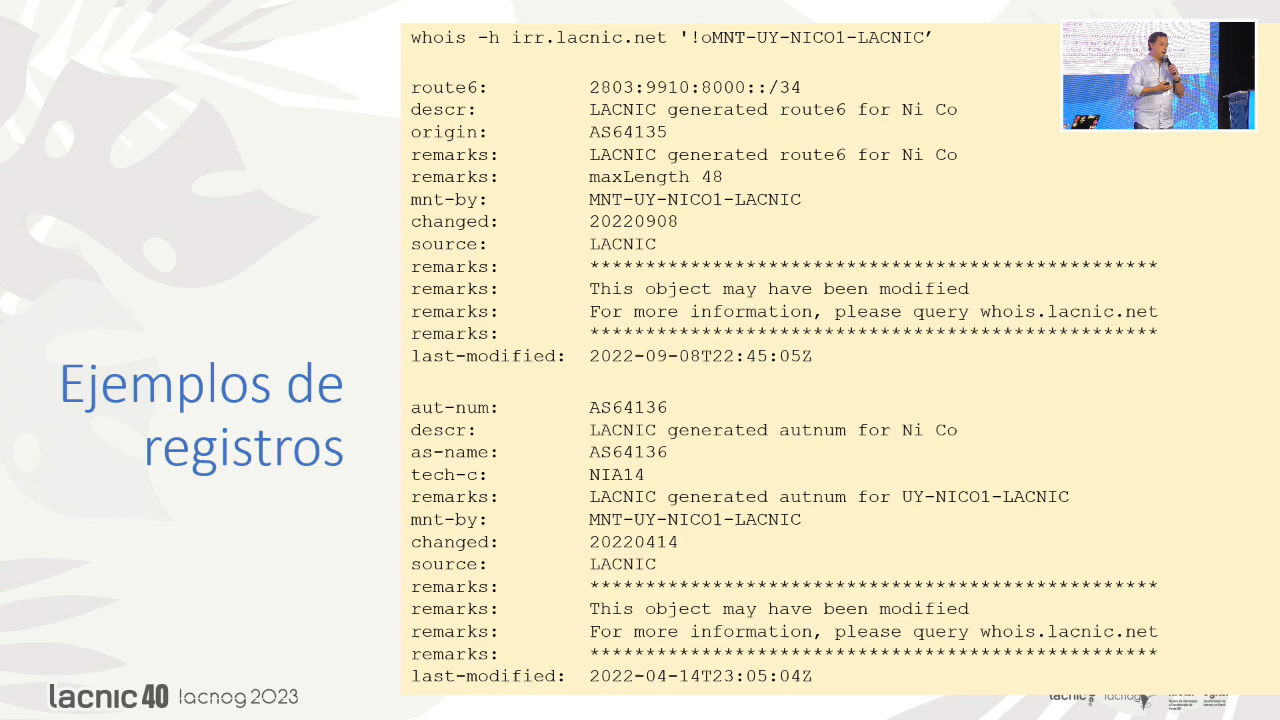 Ejemplos de
registros
whois -h irr.lacnic.net '!oMNT-UY-NICO1-LACNIC’
route6: 2803:9910:8000::/34
descr: LACNIC generated route6 for Ni Co
origin: AS64135
remarks: LACNIC generated route6 for Ni Co
remarks: maxLength 48
mnt-by: MNT-UY-NICO1-LACNIC
changed: 20220908
source: LACNIC
remarks: ***************************************************
remarks: This object may have been modified
remarks: For more information, please query whois.lacnic.net
remarks: ***************************************************
last-modified: 2022-09-08T22:45:05Z
aut-num: AS64136
descr: LACNIC generated autnum for Ni Co
as-name: AS64136
tech-c: NIA14
remarks: LACNIC generated autnum for UY-NICO1-LACNIC
mnt-by: MNT-UY-NICO1-LACNIC
changed: 20220414
source: LACNIC
remarks: ***************************************************
remarks: This object may have been modified
remarks: For more information, please query whois.lacnic.net
remarks: ***************************************************
last-modified: 2022-04-14T23:05:04Z
lacnic 40 lacnog 2023
lacnic lacnog